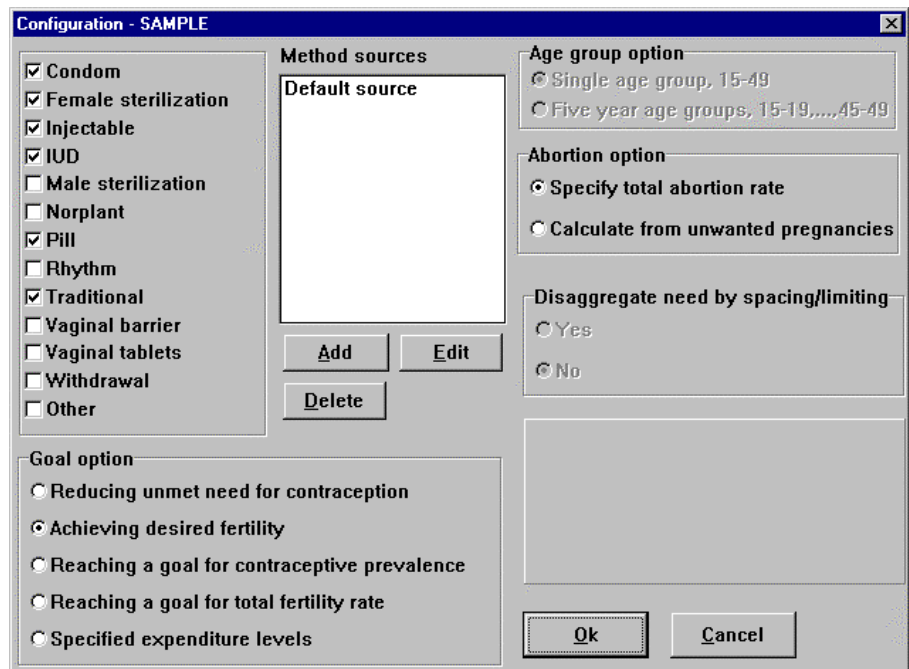 Configuration - SAMPLE
Condom
Female sterilization
Injectable
IUD
Male sterilization
Norplant
Pill
Rhythm
Traditional
Vaginal barrier
Vaginal tablets
Withdrawal
Other
Method sources
Default source
Add
Edit
Delete
Age group option
Single age group, 15-49
Five year age groups, 15-19,...,45-49
Abortion option
Specify total abortion rate
Calculate from unwanted pregnancies
Disaggregate need by spacing/limiting
Yes
No
Goal option
Reducing unmet need for contraception
Achieving desired fertility
Reaching a goal for contraceptive prevalence
Reaching a goal for total fertility rate
Specified expenditure levels
Ok
Cancel